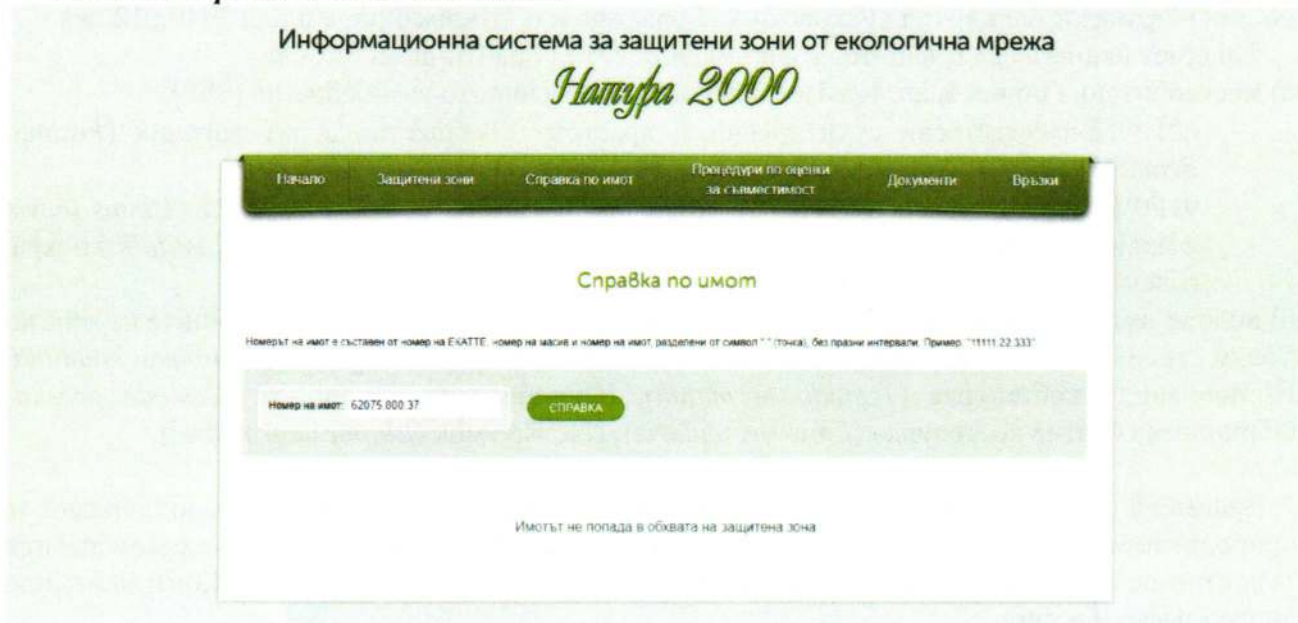 Информационна система за защитени зони от екологична мрежа
Натура 2000
Начало Защитени зони Справка по имот Процедури по оценки за съвместимост Документи Връзки
Справка по имот
Номерът на имот е съставен от номер на ЕКАТТЕ, номер на масив и номер на имот, разделени от символ "." (точка), без празни интервали. Пример: "11111.22.333"
Номер на имот: 62075.800.37 СПРАВКА
Имотът не попада в обхвата на защитена зона